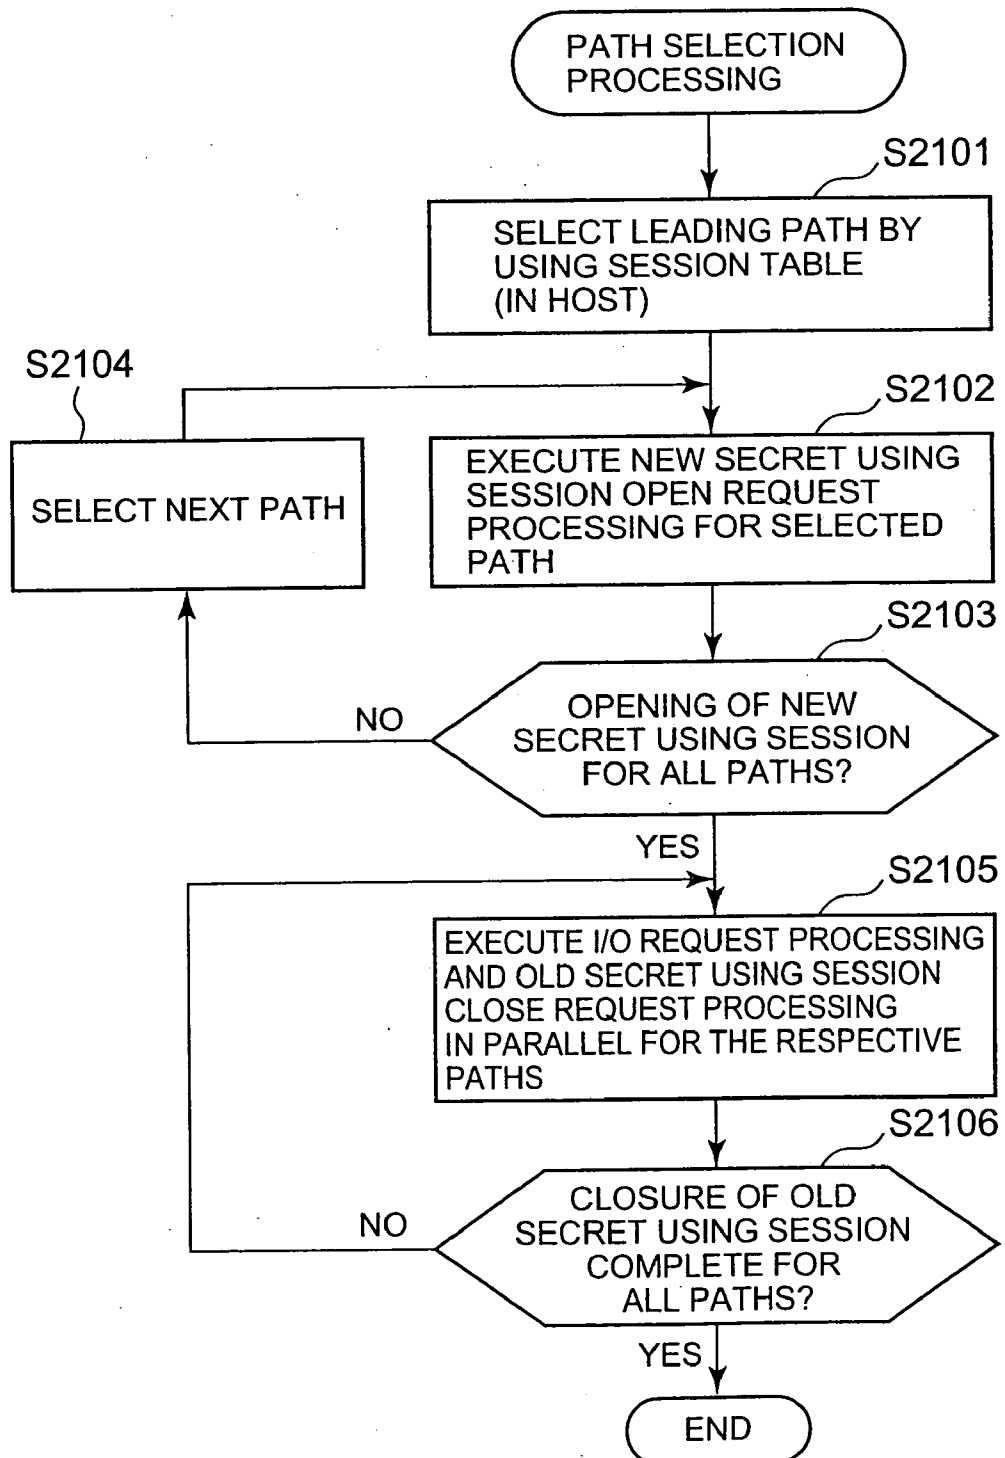 PATH SELECTION
PROCESSING
S2101
SELECT LEADING PATH BY
USING SESSION TABLE
(IN HOST)
S2104
SELECT NEXT PATH
S2102
EXECUTE NEW SECRET USING
SESSION OPEN REQUEST
PROCESSING FOR SELECTED
PATH
S2103
OPENING OF NEW
SECRET USING SESSION
FOR ALL PATHS?
NO
YES
S2105
EXECUTE I/O REQUEST PROCESSING
AND OLD SECRET USING SESSION
CLOSE REQUEST PROCESSING
IN PARALLEL FOR THE RESPECTIVE
PATHS
S2106
CLOSURE OF OLD
SECRET USING SESSION
COMPLETE FOR
ALL PATHS?
NO
YES
END